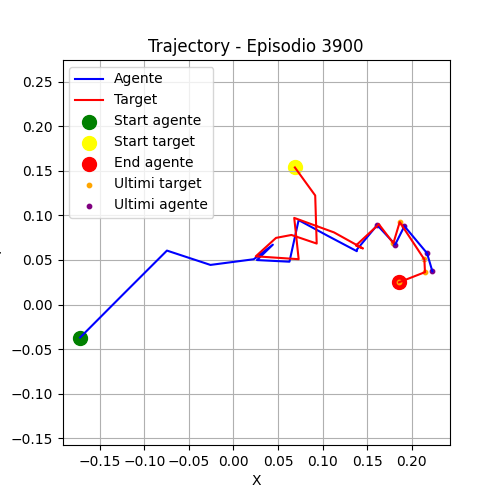 Trajectory - Episodio 3900
Agente
Target
Start agente
Start target
End agente
Ultimi target
Ultimi agente
0.25
0.20
0.15
0.10
0.05
0.00
−0.05
−0.10
−0.15
−0.15 −0.10 −0.05 0.00 0.05 0.10 0.15 0.20
X